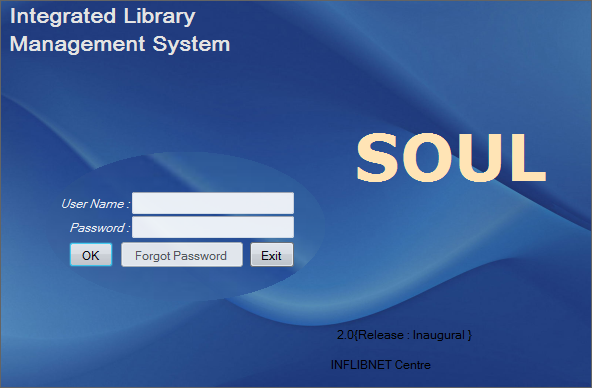 Integrated Library
Management System
SOUL
User Name :
Password :
OK Forgot Password Exit
2.0{Release : Inaugural }
INFLIBNET Centre